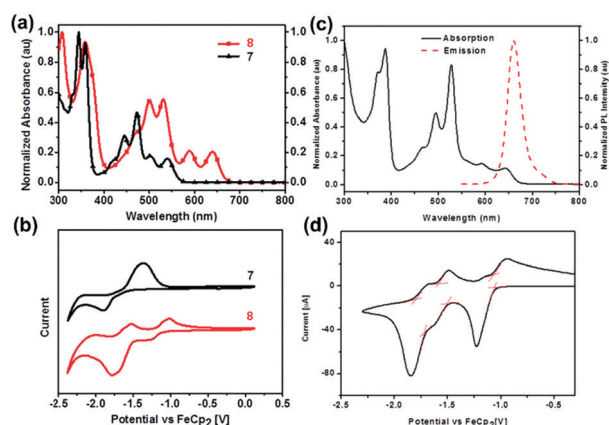 (a)
1.0
0.8
0.6
0.4
0.2
0.0
Normalized Absorbance (au)
8
7
1.0
0.8
0.6
0.4
0.2
0.0
300 400 500 600 700 800
Wavelength (nm)
(c)
1.0
0.8
0.6
0.4
0.2
0.0
Normalized Absorbance (au)
Absorption
Emission
1.0
0.8
0.6
0.4
0.2
0.0
Normalized PL Intensity (au)
300 400 500 600 700 800
Wavelength (nm)
(b)
Current
7
8
-2.5 -2.0 -1.5 -1.0 -0.5 0.0 0.5
Potential vs FeCp2 [V]
(d)
Current [μA]
40
0
-40
-80
-2.5 -2.0 -1.5 -1.0 -0.5
Potential vs FeCp2[V]